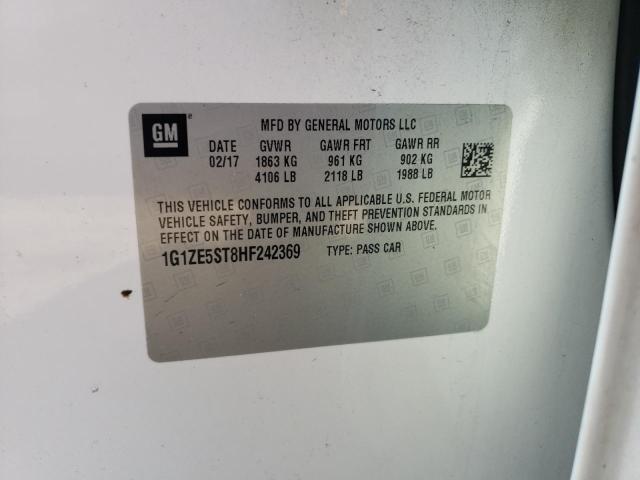 GM
MFD BY GENERAL MOTORS LLC
DATE GVWR GAWR FRT GAWR RR
02/17 1863 KG 961 KG 902 KG
4106 LB 2118 LB 1988 LB
THIS VEHICLE CONFORMS TO ALL APPLICABLE U.S. FEDERAL MOTOR
VEHICLE SAFETY, BUMPER, AND THEFT PREVENTION STANDARDS IN
EFFECT ON THE DATE OF MANUFACTURE SHOWN ABOVE.
1G1ZE5ST8HF242369 TYPE: PASS CAR